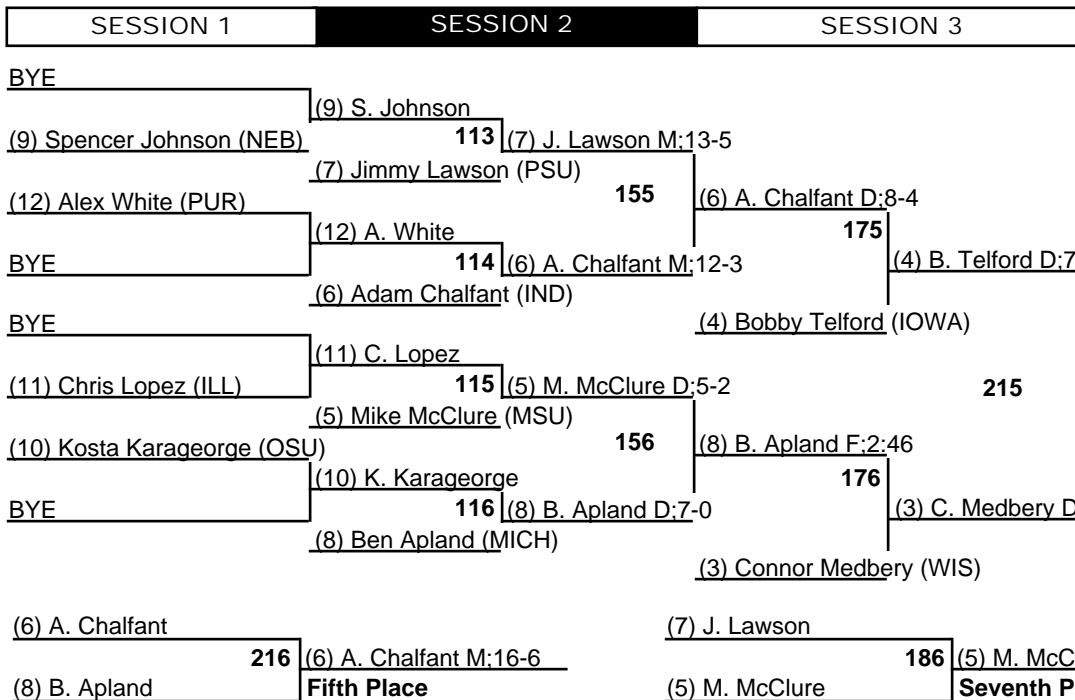 SESSION 1 SESSION 2 SESSION 3
BYE
(9) S. Johnson
(9) Spencer Johnson (NEB) 113 (7) J. Lawson M;13-5
(7) Jimmy Lawson (PSU)
155 (6) A. Chalfant D;8-4
(12) Alex White (PUR)
175
(12) A. White
BYE 114 (6) A. Chalfant M;12-3 (4) B. Telford D;7
(6) Adam Chalfant (IND)
BYE (4) Bobby Telford (IOWA)
(11) C. Lopez
(11) Chris Lopez (ILL) 115 (5) M. McClure D;5-2 215
(5) Mike McClure (MSU)
(10) Kosta Karageorge (OSU) 156 (8) B. Apland F;2:46
(10) K. Karageorge 176
BYE 116 (8) B. Apland D;7-0 (3) C. Medbery D
(8) Ben Apland (MICH)
(3) Connor Medbery (WIS)
(6) A. Chalfant (7) J. Lawson
216 (6) A. Chalfant M;16-6 186 (5) M. McC
(8) B. Apland Fifth Place (5) M. McClure Seventh P